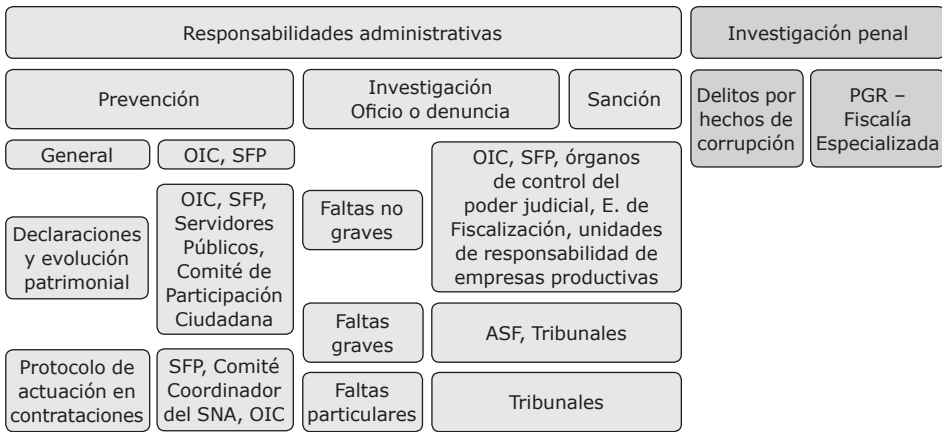 Responsabilidades administrativas
Investigación penal
Prevención
Investigación
Oficio o denuncia
Sanción
Delitos por
hechos de
corrupción
PGR –
Fiscalía
Especializada
General
OIC, SFP
Declaraciones
y evolución
patrimonial
OIC, SFP,
Servidores
Públicos,
Comité de
Participación
Ciudadana
Protocolo de
actuación en
contrataciones
SFP, Comité
Coordinador
del SNA, OIC
Faltas no
graves
OIC, SFP, órganos
de control del
poder judicial, E. de
Fiscalización, unidades
de responsabilidad de
empresas productivas
Faltas
graves
ASF, Tribunales
Faltas
particulares
Tribunales